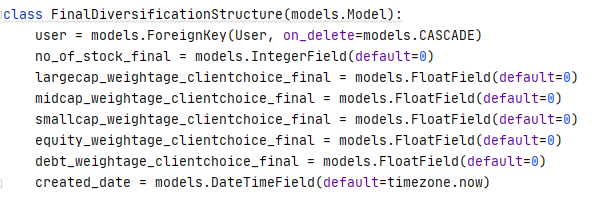 class FinalDiversificationStructure(models.Model):
    user = models.ForeignKey(User, on_delete=models.CASCADE)
    no_of_stock_final = models.IntegerField(default=0)
    largecap_weightage_clientchoice_final = models.FloatField(default=0)
    midcap_weightage_clientchoice_final = models.FloatField(default=0)
    smallcap_weightage_clientchoice_final = models.FloatField(default=0)
    equity_weightage_clientchoice_final = models.FloatField(default=0)
    debt_weightage_clientchoice_final = models.FloatField(default=0)
    created_date = models.DateTimeField(default=timezone.now)